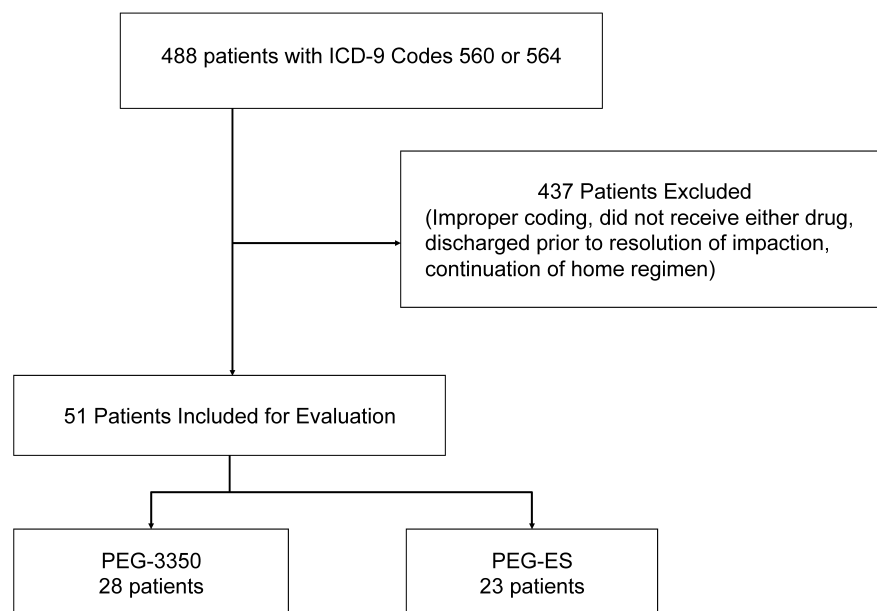 488 patients with ICD-9 Codes 560 or 564
437 Patients Excluded
(Improper coding, did not receive either drug,
discharged prior to resolution of impaction,
continuation of home regimen)
51 Patients Included for Evaluation
PEG-3350
28 patients
PEG-ES
23 patients